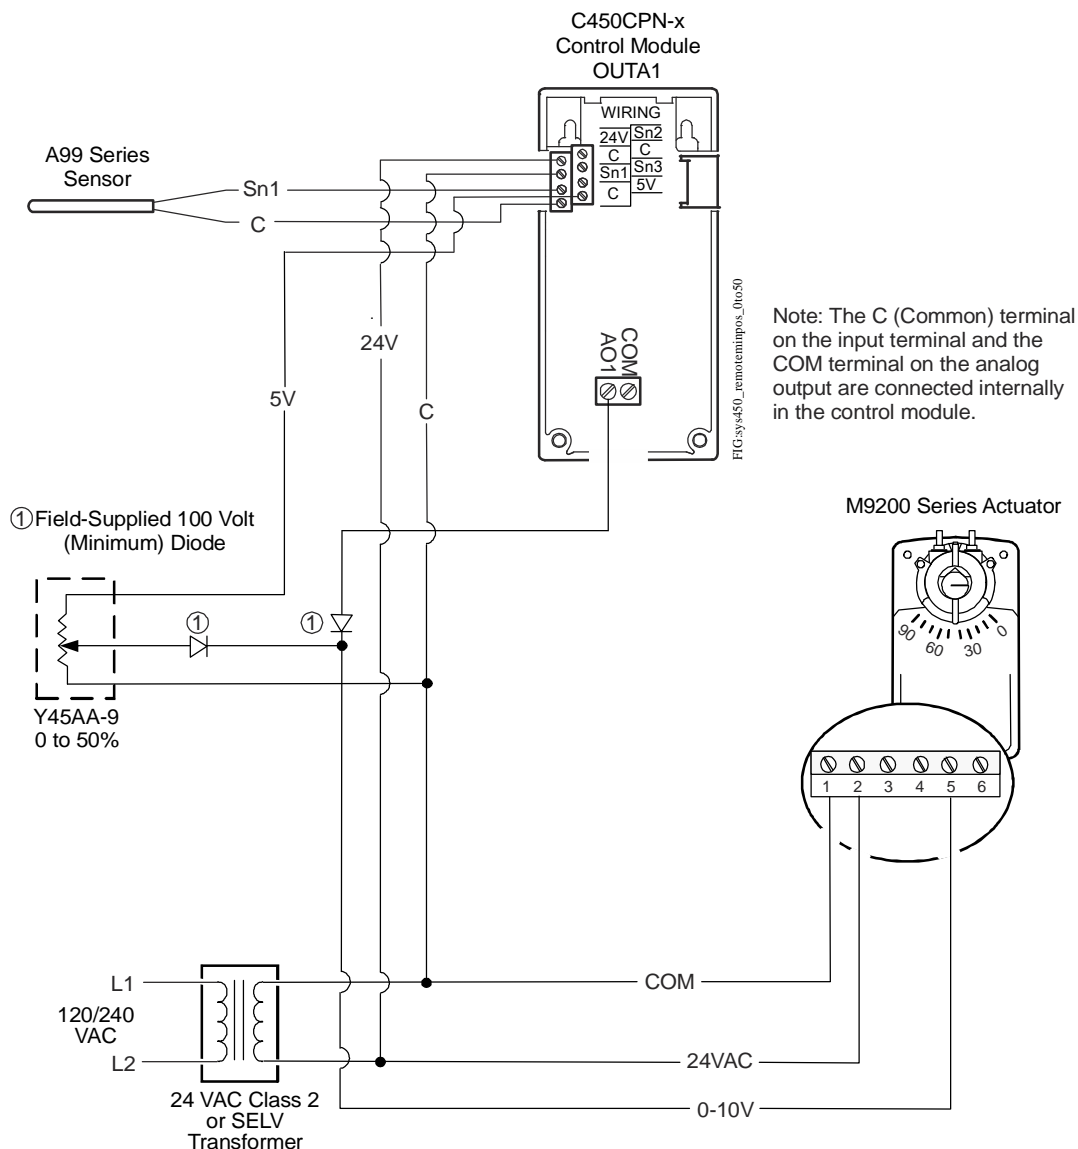 C450CPN-x
Control Module
OUTA1
WIRING
24V
Sn2
C
C
Sn1
Sn3
C
5V
A99 Series
Sensor
Sn1
C
FIG:sys450_remoteminpos_0to50
Note: The C (Common) terminal
on the input terminal and the
COM terminal on the analog
output are connected internally
in the control module.
24V
AO1
COM
5V
C
1 Field-Supplied 100 Volt
(Minimum) Diode
M9200 Series Actuator
90
60
30
0
1
1
Y45AA-9
0 to 50%
1 2 3 4 5 6
L1
COM
120/240
VAC
L2
24VAC
24 VAC Class 2
or SELV
Transformer
0-10V